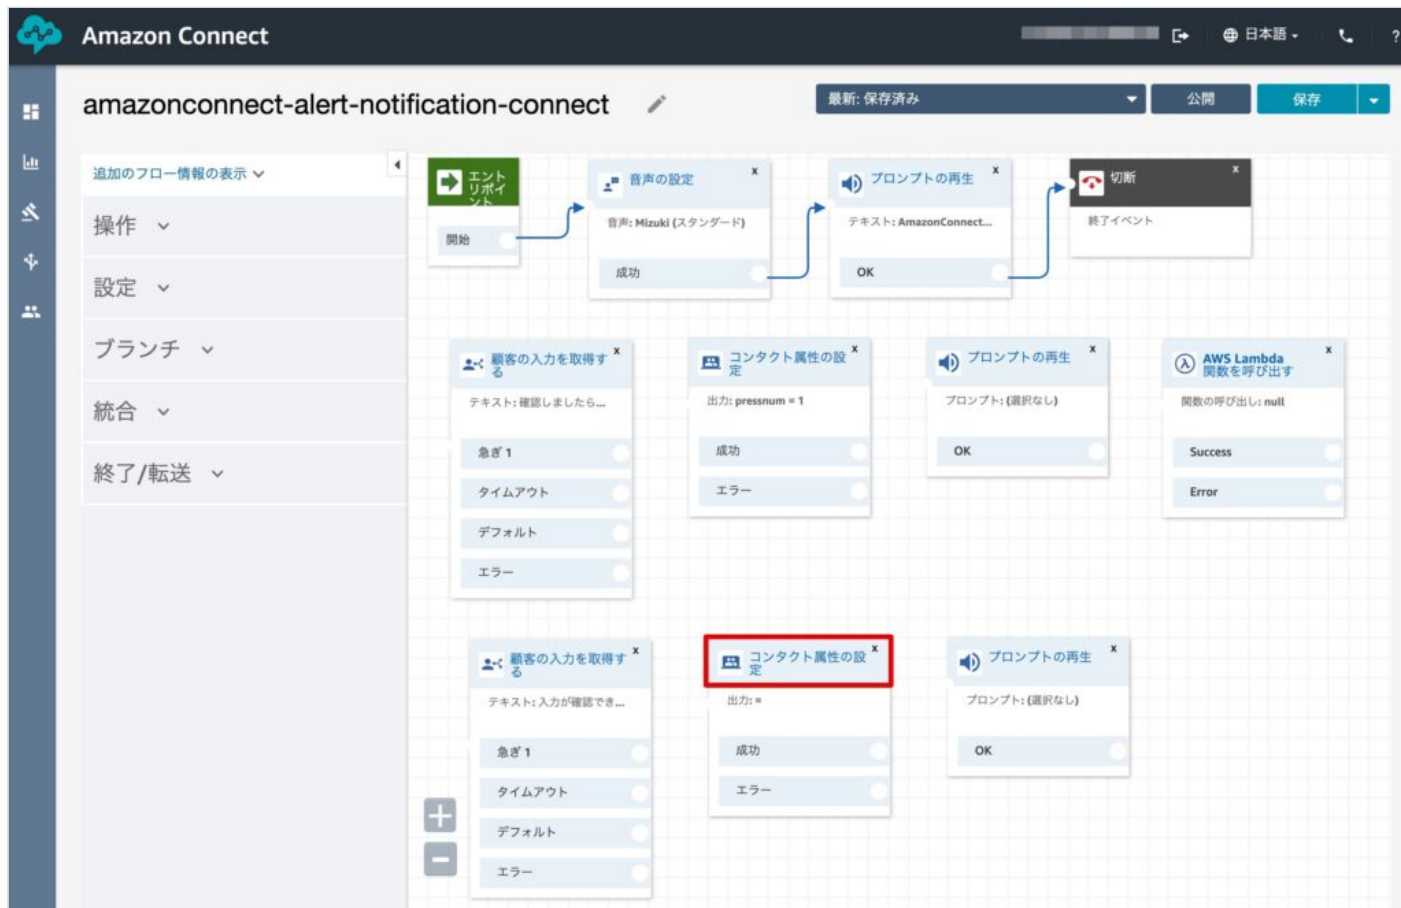 Amazon Connect
日本語
?
amazonconnect-alert-notification-connect
最新: 保存済み
公開
保存
追加のフロー情報の表示
操作
設定
ブランチ
統合
終了/転送
エント
リポイ
ント
開始
音声の設定
x
音声: Mizuki (スタンダード)
成功
プロンプトの再生
x
テキスト: AmazonConnect...
OK
切断
x
終了イベント
顧客の入力を取得す
る
x
テキスト: 確認しましたら...
急ぎ 1
タイムアウト
デフォルト
エラー
コンタクト属性の設
定
x
出力: pressnum = 1
成功
エラー
プロンプトの再生
x
プロンプト: (選択なし)
OK
AWS Lambda
関数を呼び出す
x
関数の呼び出し: null
Success
Error
顧客の入力を取得す
る
x
テキスト: 入力が確認でき...
急ぎ 1
タイムアウト
デフォルト
エラー
コンタクト属性の設
定
x
出力: =
成功
エラー
プロンプトの再生
x
プロンプト: (選択なし)
OK